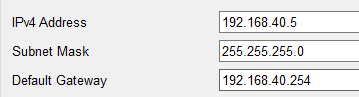 IPv4 Address 192.168.40.5
Subnet Mask 255.255.255.0
Default Gateway 192.168.40.254